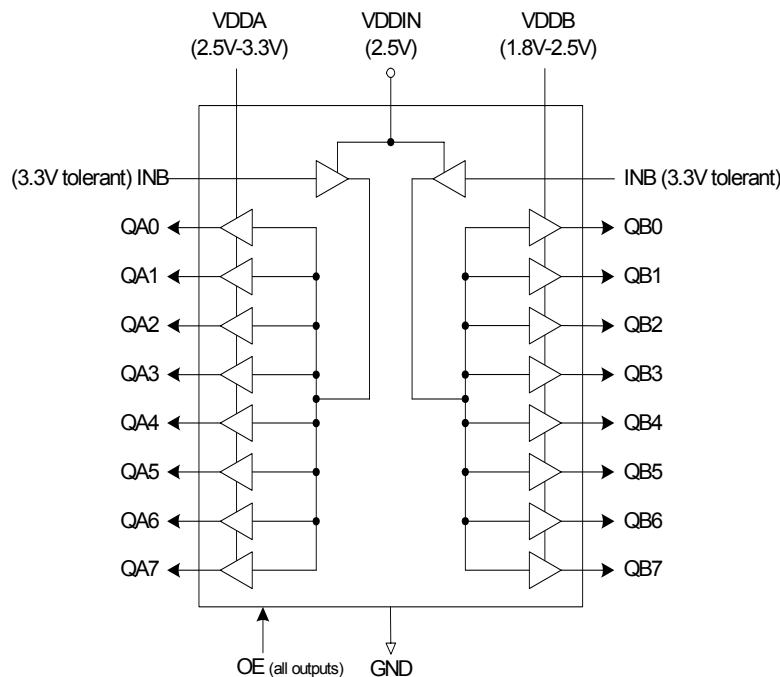 VDDA
(2.5V-3.3V)
VDDIN
(2.5V)
VDDB
(1.8V-2.5V)
(3.3V tolerant) INB
INB (3.3V tolerant)
QA0
QB0
QA1
QB1
QA2
QB2
QA3
QB3
QA4
QB4
QA5
QB5
QA6
QB6
QA7
QB7
OE (all outputs)
GND